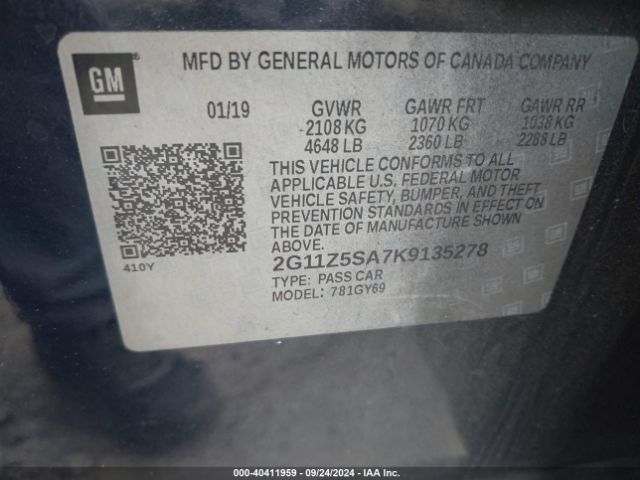 GM
MFD BY GENERAL MOTORS OF CANADA COMPANY
01/19 GVWR GAWR FRT GAWR RR
2108 KG 1070 KG 1038 KG
4648 LB 2360 LB 2288 LB
THIS VEHICLE CONFORMS TO ALL
APPLICABLE U.S. FEDERAL MOTOR
VEHICLE SAFETY, BUMPER, AND THEFT
PREVENTION STANDARDS IN EFFECT ON
THE DATE OF MANUFACTURE SHOWN
ABOVE.
410Y
2G11Z5SA7K9135278
TYPE: PASS CAR
MODEL: 781GY69
000-40411959 - 09/24/2024 - IAA Inc.